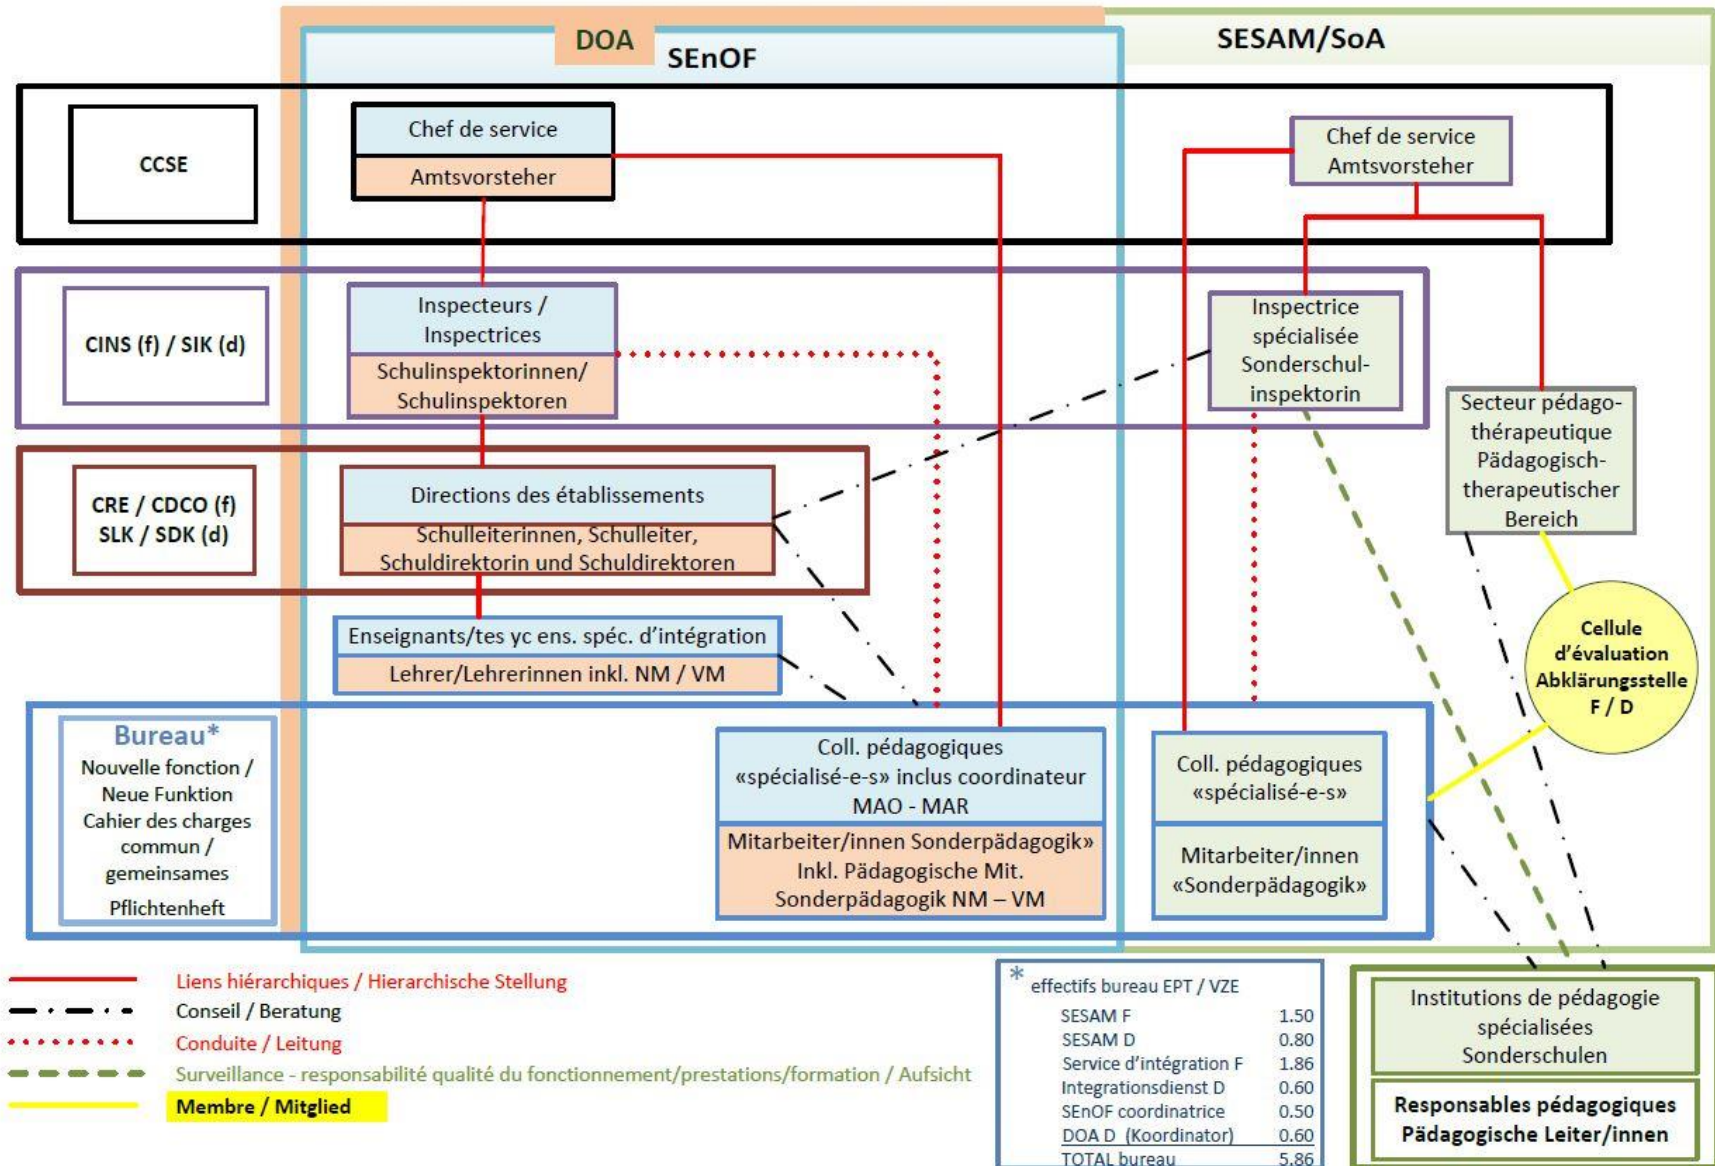 DOA
SEnOF
SESAM/SoA
CCSE
Chef de service
Amtsvorsteher
Chef de service
Amtsvorsteher
CINS (f) / SIK (d)
Inspecteurs /
Inspectrices
Schulinspektorinnen/
Schulinspektoren
Inspectrice
spécialisée
Sonderschul-
inspektorin
Secteur pédago-
thérapeutique
Pädagogisch-
therapeutischer
Bereich
CRE / CDCO (f)
SLK / SDK (d)
Directions des établissements
Schulleiterinnen, Schulleiter,
Schuldirektorin und Schuldirektoren
Enseignants/tes yc ens. spéc. d'intégration
Lehrer/Lehrerinnen inkl. NM / VM
Cellule
d'évaluation
Abklärungsstelle
F / D
Bureau*
Nouvelle fonction /
Neue Funktion
Cahier des charges
commun /
gemeinsames
Pflichtenheft
Coll. pédagogiques
«spécialisé-e-s» inclus coordinateur
MAO - MAR
Mitarbeiter/innen Sonderpädagogik»
Inkl. Pädagogische Mit.
Sonderpädagogik NM – VM
Coll. pédagogiques
«spécialisé-e-s»
Mitarbeiter/innen
«Sonderpädagogik»
Liens hiérarchiques / Hierarchische Stellung
Conseil / Beratung
Conduite / Leitung
Surveillance - responsabilité qualité du fonctionnement/prestations/formation / Aufsicht
Membre / Mitglied
* effectifs bureau EPT / VZE
SESAM F 1.50
SESAM D 0.80
Service d'intégration F 1.86
Integrationsdienst D 0.60
SEnOF coordinatrice 0.50
DOA D (Koordinator) 0.60
TOTAL bureau 5.86
Institutions de pédagogie
spécialisées
Sonderschulen
Responsables pédagogiques
Pädagogische Leiter/innen